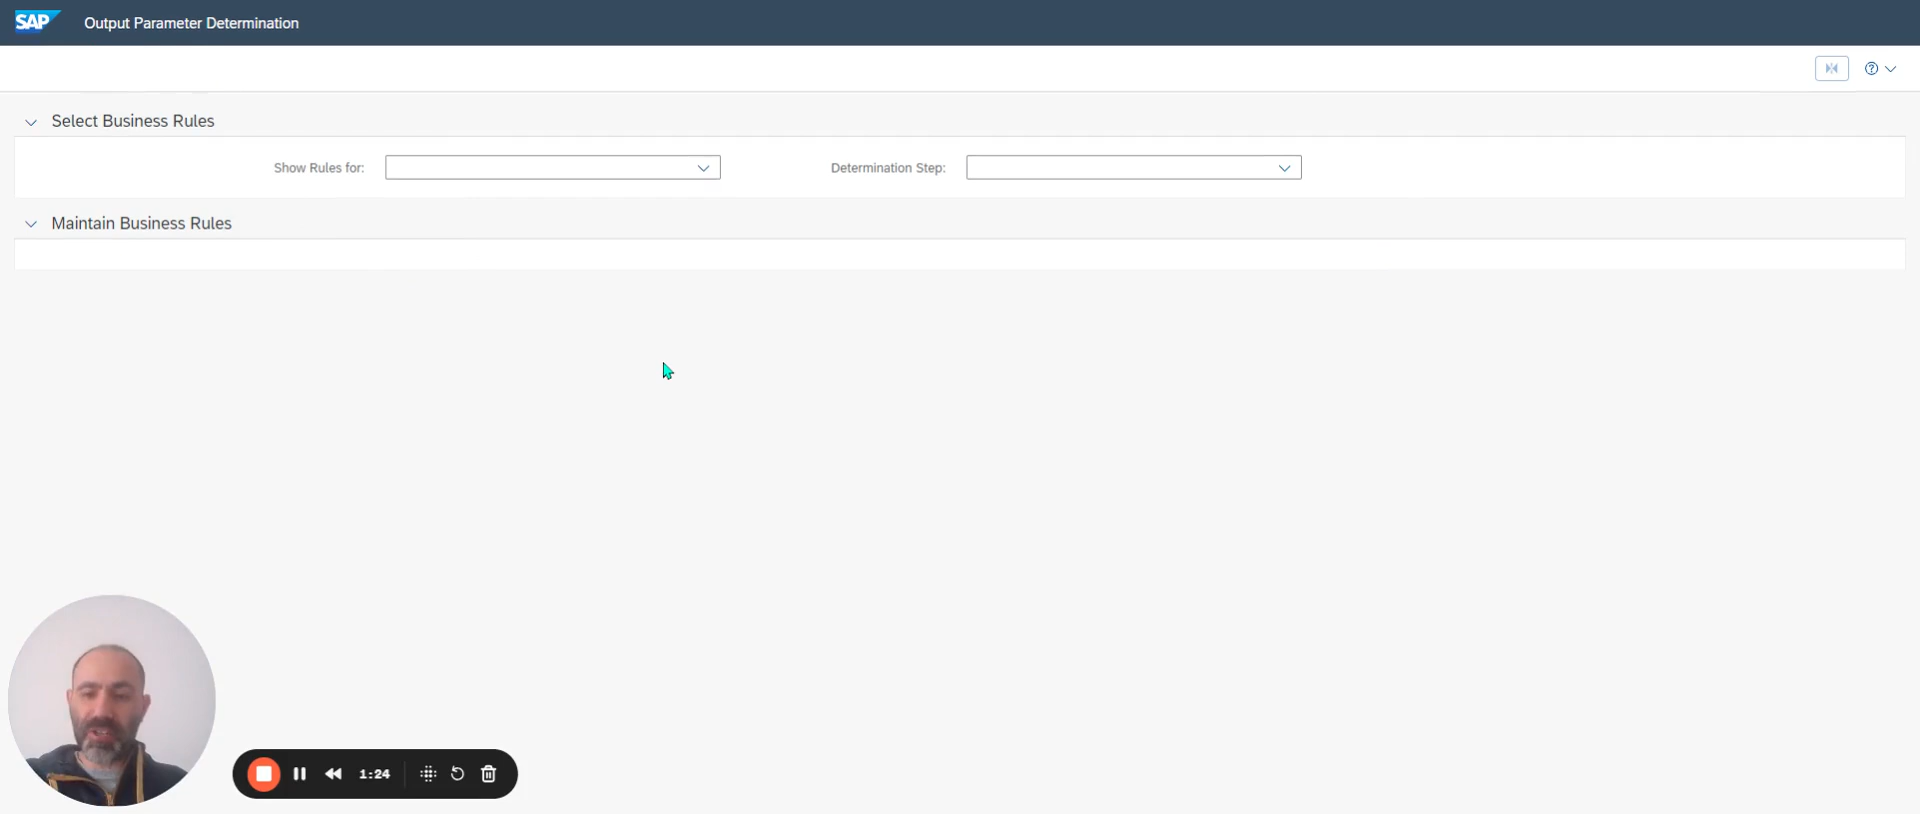 SAP Output Parameter Determination
Select Business Rules
Show Rules for: Determination Step:
Maintain Business Rules
1:24